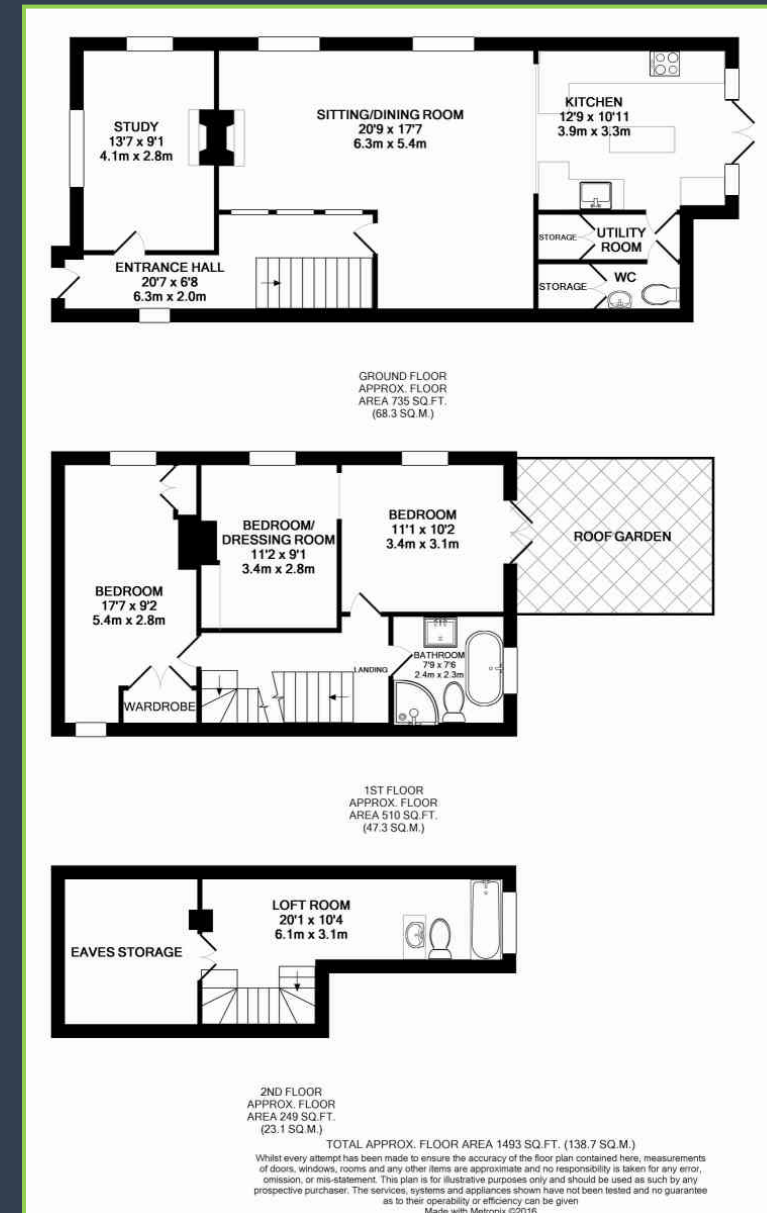 STUDY
13'7 x 9'1
4.1m x 2.8m
SITTING/DINING ROOM
20'9 x 17'7
6.3m x 5.4m
KITCHEN
12'9 x 10'11
3.9m x 3.3m
STORAGE
UTILITY
ROOM
ENTRANCE HALL
20'7 x 6'8
6.3m x 2.0m
STORAGE
WC
GROUND FLOOR
APPROX. FLOOR
AREA 735 SQ.FT.
(68.3 SQ.M.)
BEDROOM
17'7 x 9'2
5.4m x 2.8m
BEDROOM/
DRESSING ROOM
11'2 x 9'1
3.4m x 2.8m
BEDROOM
11'1 x 10'2
3.4m x 3.1m
ROOF GARDEN
WARDROBE
LANDING
BATHROOM
7'9 x 7'6
2.4m x 2.3m
1ST FLOOR
APPROX. FLOOR
AREA 510 SQ.FT.
(47.3 SQ.M.)
EAVES STORAGE
LOFT ROOM
20'1 x 10'4
6.1m x 3.1m
2ND FLOOR
APPROX. FLOOR
AREA 249 SQ.FT.
(23.1 SQ.M.)
TOTAL APPROX. FLOOR AREA 1493 SQ.FT. (138.7 SQ.M.)
Whilst every attempt has been made to ensure the accuracy of the floor plan contained here, measurements
of doors, windows, rooms and any other items are approximate and no responsibility is taken for any error,
omission, or mis-statement. This plan is for illustrative purposes only and should be used as such by any
prospective purchaser. The services, systems and appliances shown have not been tested and no guarantee
as to their operability or efficiency can be given
Made with Metropix ©2016